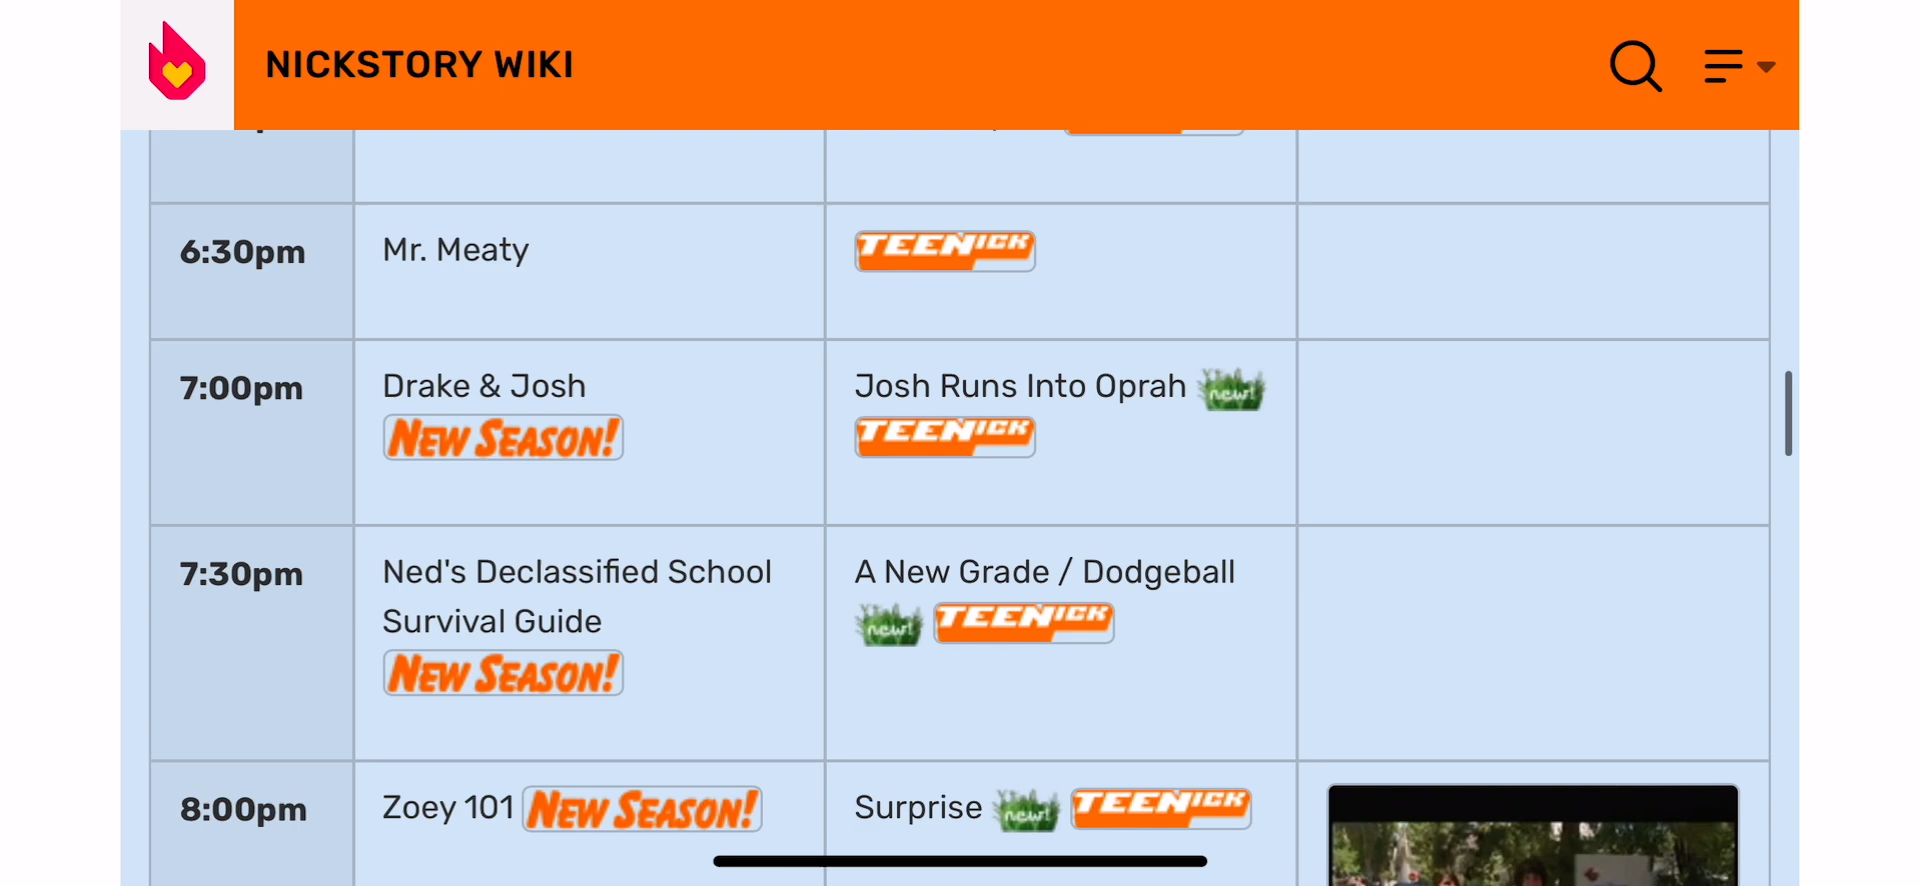 NICKSTORY WIKI
6:30pm Mr. Meaty TEENICK
7:00pm Drake & Josh Josh Runs Into Oprah new!
NEW SEASON! TEENICK
7:30pm Ned's Declassified School A New Grade / Dodgeball
Survival Guide new! TEENICK
NEW SEASON!
8:00pm Zoey 101 NEW SEASON! Surprise new! TEENICK